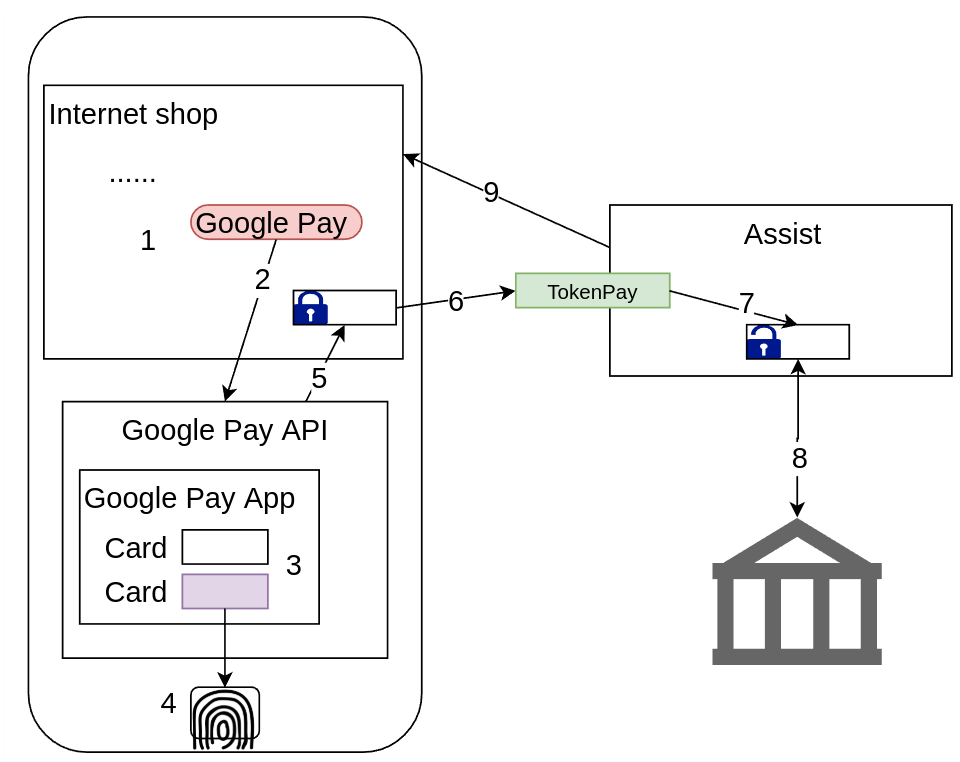 Internet shop
......
Google Pay
1
2
5
6
9
Assist
TokenPay
7
8
Google Pay API
Google Pay App
Card
3
Card
4